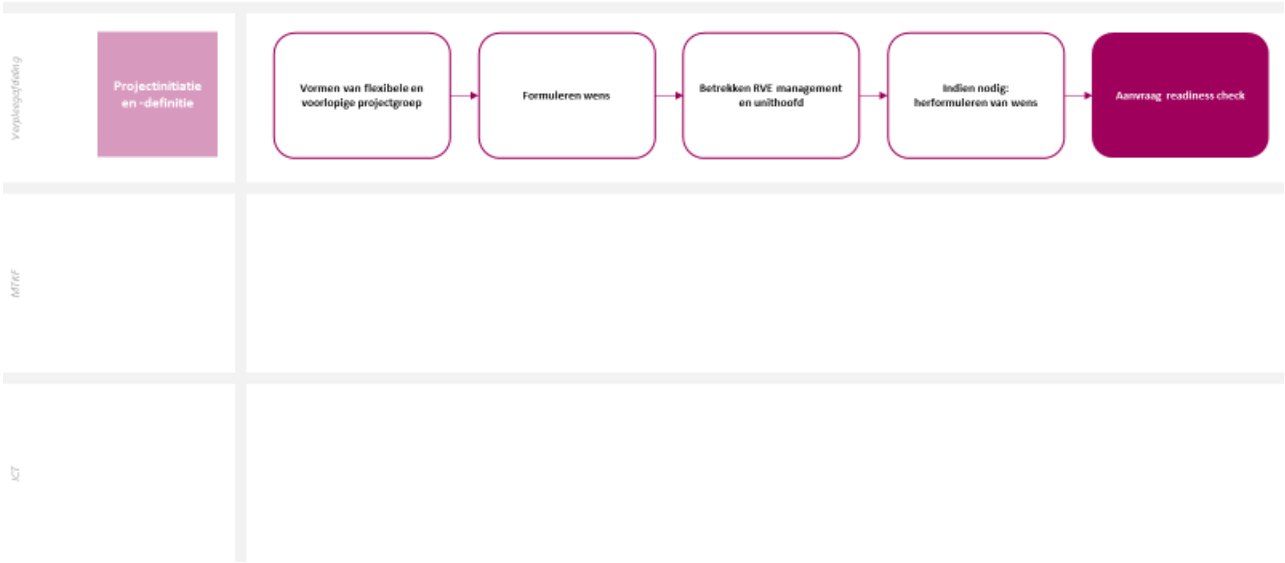 Verpleegafdeling
Projectinitiatie
en -definitie
Vormen van flexibele en
voorlopige projectgroep
Formuleren wens
Betrekken RVE management
en unithoofd
Indien nodig:
herformuleren van wens
Aanvraag readiness check
MTKF
ICT